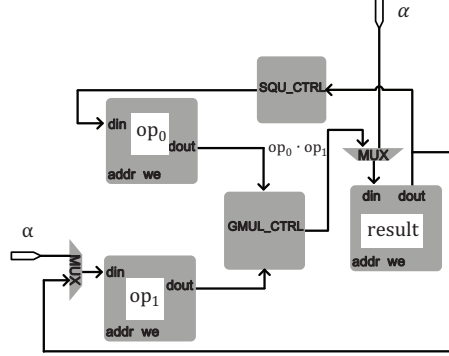 α
SQU_CTRL
din
op₀
dout
addr we
op₀ · op₁
MUX
din dout
result
addr we
GMUL_CTRL
α
MUX
din
op₁
dout
addr we